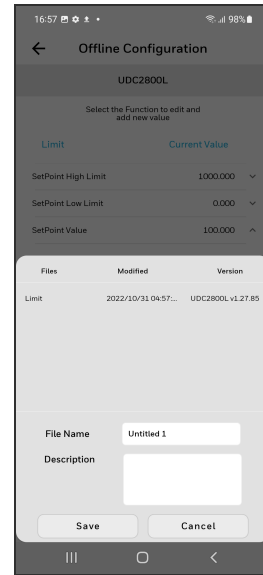 16:57 98%
Offline Configuration
UDC2800L
Select the Function to edit and
add new value
Limit Current Value
SetPoint High Limit 1000.000
SetPoint Low Limit 0.000
SetPoint Value 100.000
Files Modified Version
Limit 2022/10/31 04:57:... UDC2800L v1.27.85
File Name Untitled 1
Description
Save Cancel